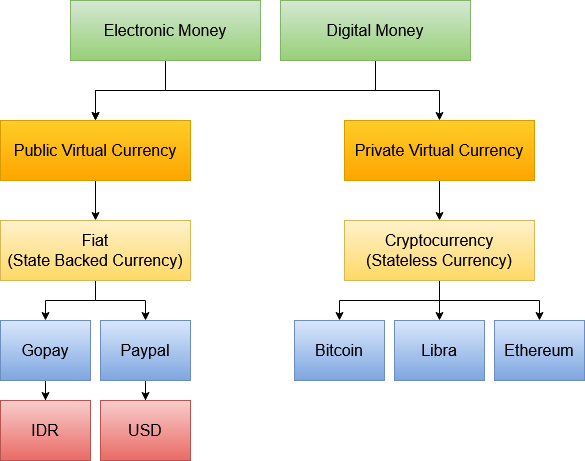 Electronic Money
Digital Money
Public Virtual Currency
Private Virtual Currency
Fiat
(State Backed Currency)
Cryptocurrency
(Stateless Currency)
Gopay
Paypal
Bitcoin
Libra
Ethereum
IDR
USD